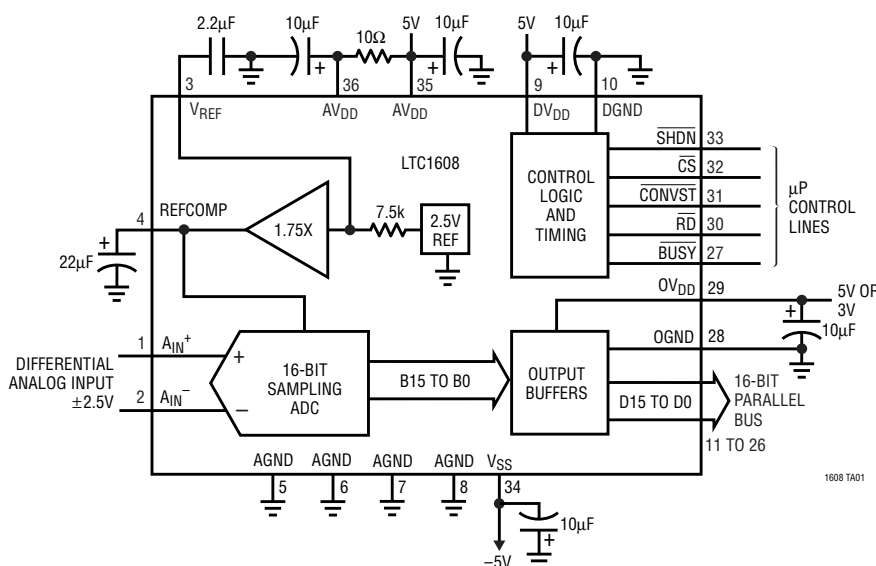 2.2µF
10µF
10Ω
5V
10µF
5V
10µF
3
36
35
9
10
VREF
AVDD
AVDD
DVDD
DGND
LTC1608
SHDN
33
CS
32
CONVST
31
RD
30
BUSY
27
CONTROL
LOGIC
AND
TIMING
µP
CONTROL
LINES
4
REFCOMP
1.75X
7.5k
2.5V
REF
22µF
OVDD
29
5V OR
3V
10µF
OGND
28
1
AIN+
+
DIFFERENTIAL
ANALOG INPUT
±2.5V
2
AIN−
−
16-BIT
SAMPLING
ADC
B15 TO B0
OUTPUT
BUFFERS
D15 TO D0
16-BIT
PARALLEL
BUS
11 TO 26
AGND
AGND
AGND
AGND
VSS
5
6
7
8
34
10µF
−5V
1608 TA01